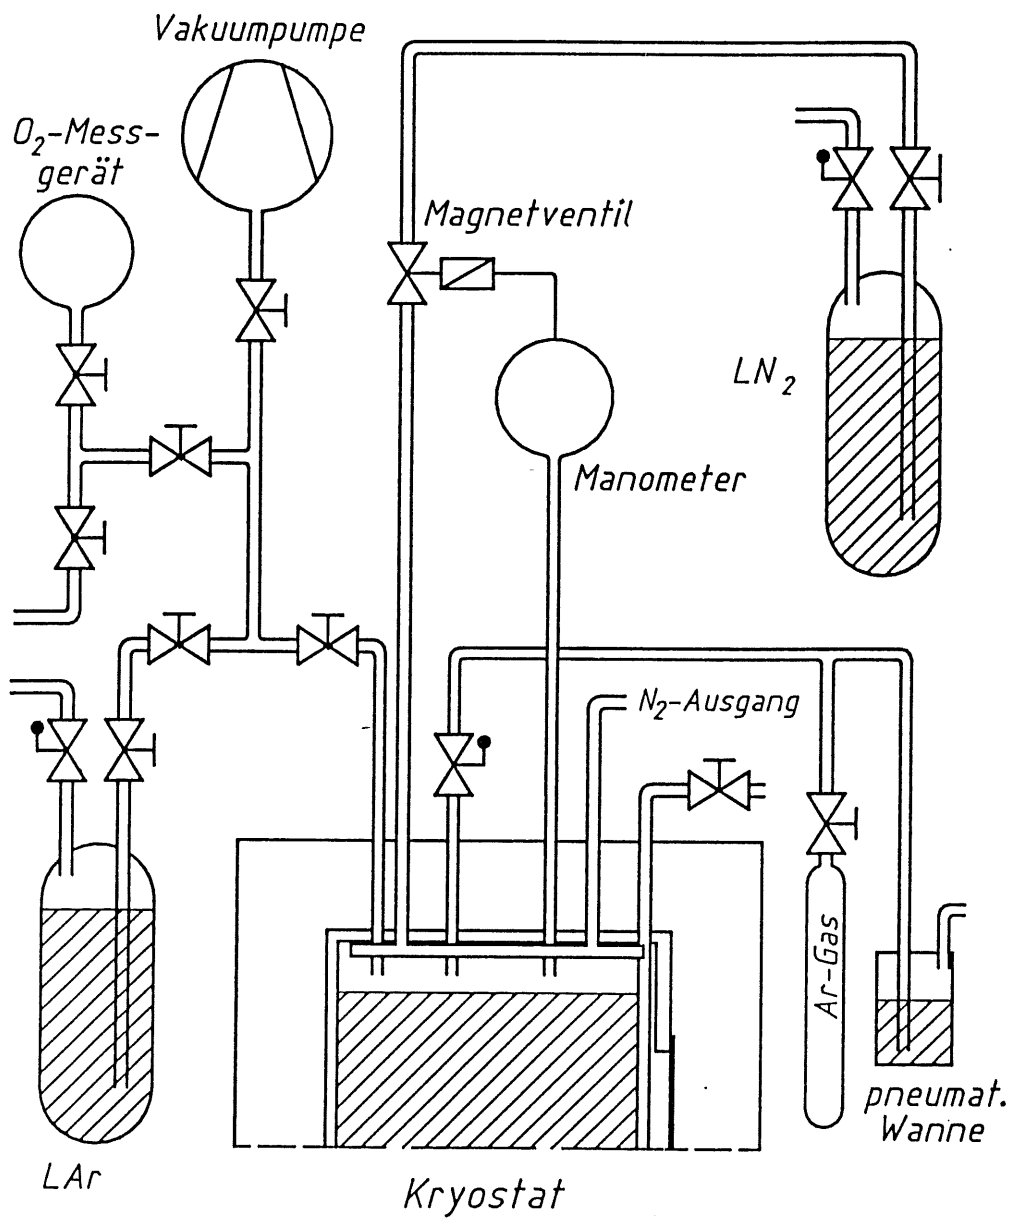 Vakuumpumpe
O2-Mess-
gerät
Magnetventil
LN2
Manometer
N2-Ausgang
Ar-Gas
pneumat.
Wanne
LAr
Kryostat